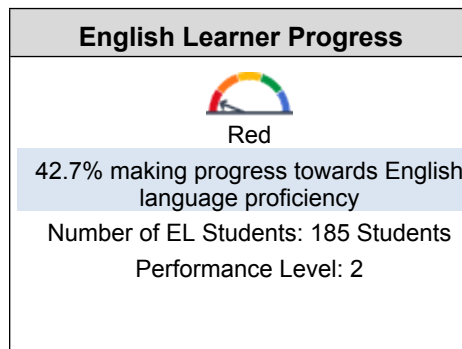 English Learner Progress
Red
42.7% making progress towards English
language proficiency
Number of EL Students: 185 Students
Performance Level: 2